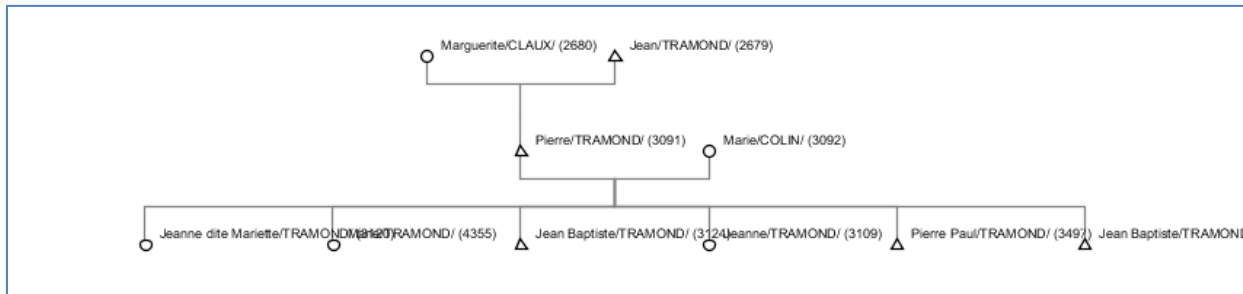 Marguerite/CLAUX/ (2680) Jean/TRAMOND/ (2679)
Pierre/TRAMOND/ (3091) Marie/COLIN/ (3092)
Jeanne dite Mariette/TRAMOND/ TRAMOND/ (4355) Jean Baptiste/TRAMOND/ (3124) Jeanne/TRAMOND/ (3109) Pierre Paul/TRAMOND/ (3497) Jean Baptiste/TRAMOND